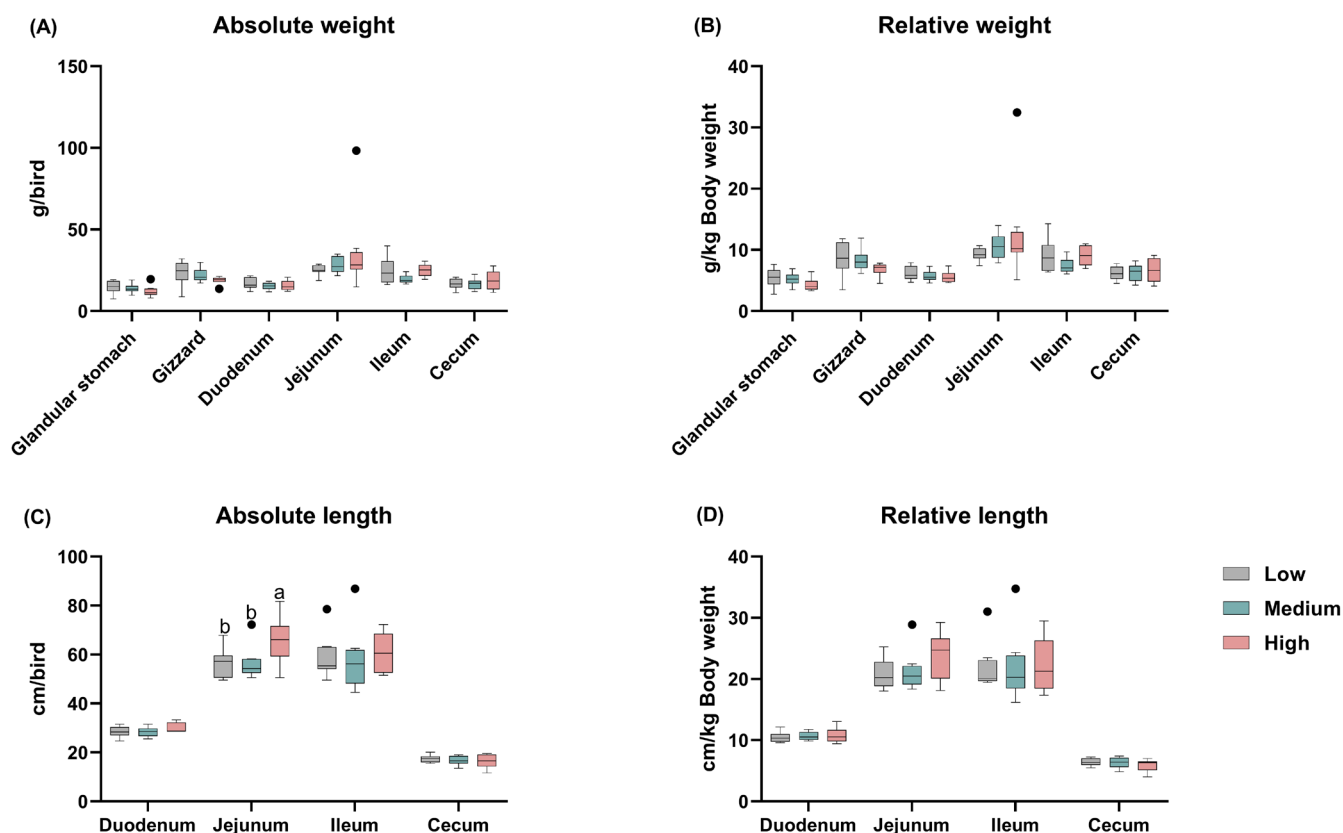 (A)
Absolute weight
150
100
50
0
g/bird
Glandular stomach
Gizzard
Duodenum
Jejunum
Ileum
Cecum
(B)
Relative weight
40
30
20
10
0
g/kg Body weight
Glandular stomach
Gizzard
Duodenum
Jejunum
Ileum
Cecum
(C)
Absolute length
100
80
60
40
20
0
cm/bird
b
b
a
Duodenum
Jejunum
Ileum
Cecum
(D)
Relative length
40
30
20
10
0
cm/kg Body weight
Duodenum
Jejunum
Ileum
Cecum
Low
Medium
High